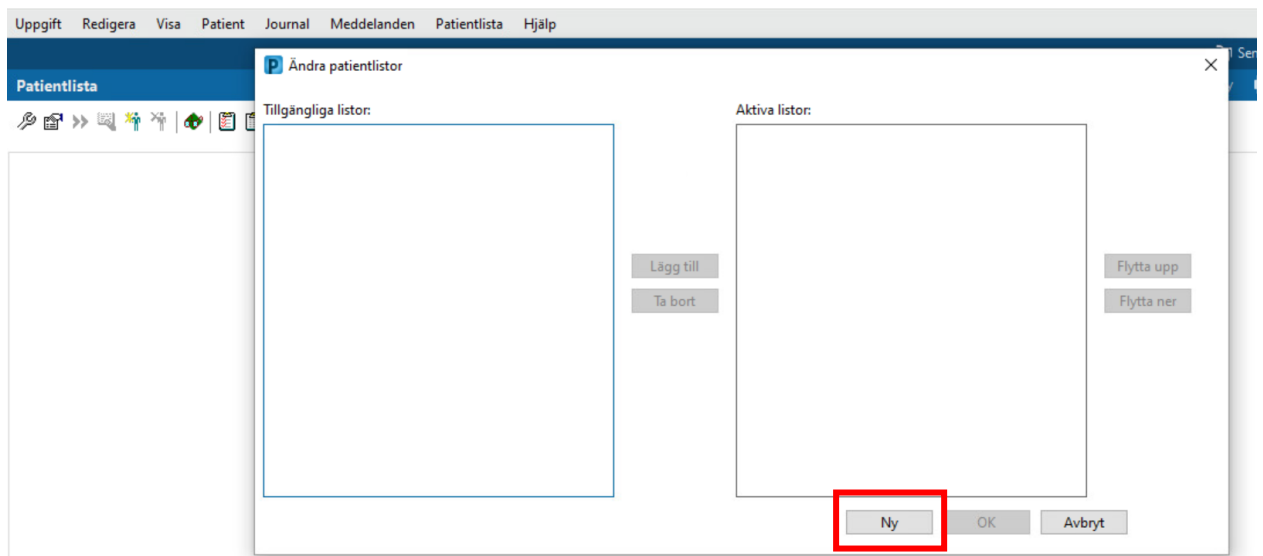 Uppgift Redigera Visa Patient Journal Meddelanden Patientlista Hjälp
Ändra patientlistor
Patientlista
Tillgängliga listor:
Aktiva listor:
Lägg till
Ta bort
Flytta upp
Flytta ner
Ny OK Avbryt